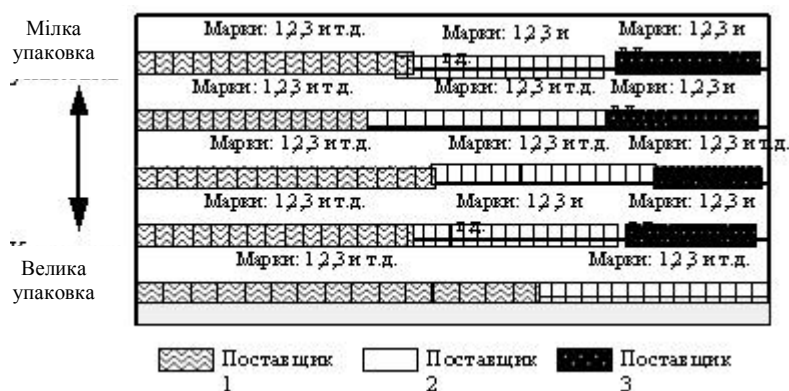 Мілка
упаковка
Марки: 1,2,3 и т.д. Марки: 1,2,3 и т.д. Марки: 1,2,3 и
Марки: 1,2,3 и т.д. Марки: 1,2,3 и т.д. Марки: 1,2,3 и
Марки: 1,2,3 и т.д. Марки: 1,2,3 и т.д. Марки: 1,2,3 и т.д.
Марки: 1,2,3 и т.д. Марки: 1,2,3 и т.д. Марки: 1,2,3 и
Велика
упаковка
Марки: 1,2,3 и т.д. Марки: 1,2,3 и т.д.
Поставщик 1
Поставщик 2
Поставщик 3